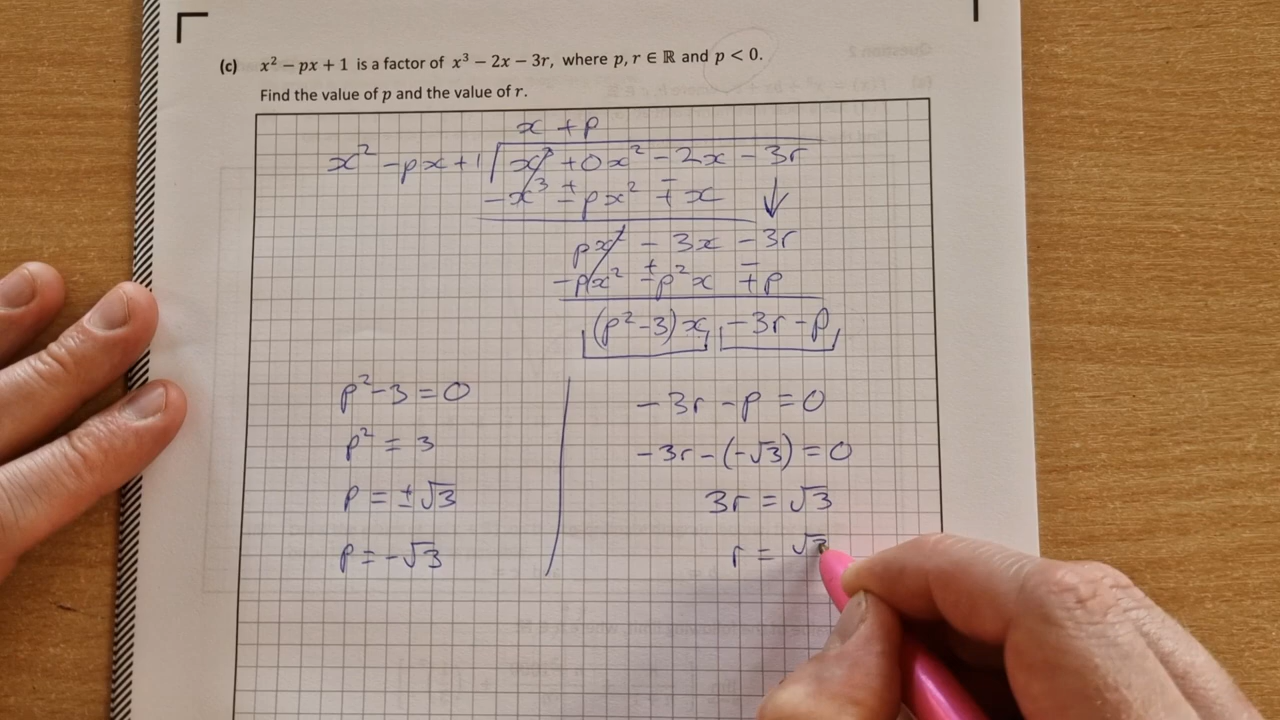 (c) x² − px + 1 is a factor of x³ − 2x − 3r, where p, r ∈ ℝ and p < 0.
Find the value of p and the value of r.
x + p
x² − px + 1 x³ + 0x² − 2x − 3r
− x³ ± px² ∓ x
px² − 3x − 3r
− px² ± p²x ∓ p
(p² − 3)x − 3r − p
p² − 3 = 0
p² = 3
p = ± √3
p = − √3
− 3r − p = 0
− 3r − (− √3) = 0
3r = √3
r = √3